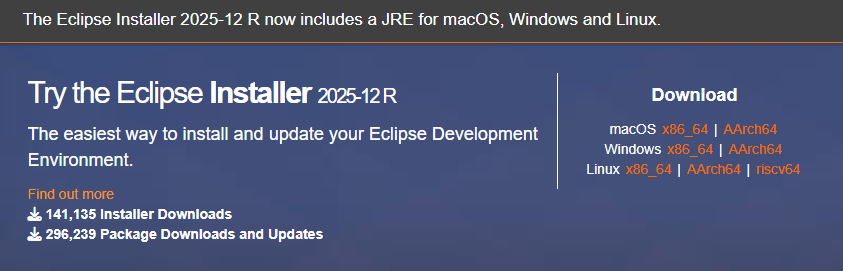 The Eclipse Installer 2025-12 R now includes a JRE for macOS, Windows and Linux.
Try the Eclipse Installer 2025-12 R
The easiest way to install and update your Eclipse Development
Environment.
Find out more
141,135 Installer Downloads
296,239 Package Downloads and Updates
Download
macOS x86_64 | AArch64
Windows x86_64 | AArch64
Linux x86_64 | AArch64 | riscv64